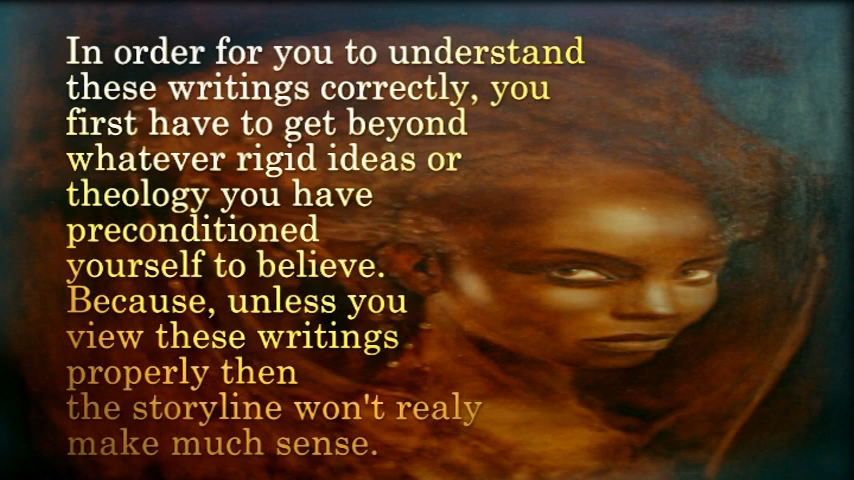 In order for you to understand
these writings correctly, you
first have to get beyond
whatever rigid ideas or
theology you have
preconditioned
yourself to believe.
Because, unless you
view these writings
properly then
the storyline won't realy
make much sense.